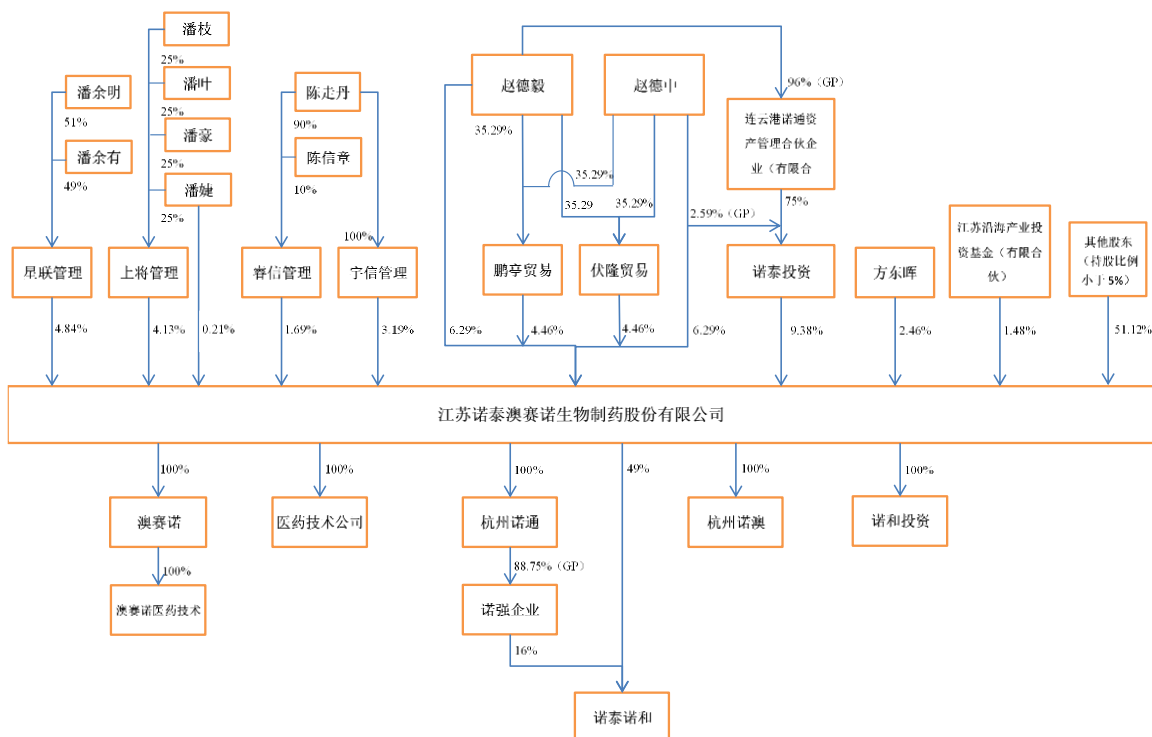 潘枝
25%
潘余明
51%
潘叶
25%
陈走丹
90%
赵德毅
35.29%
赵德中
96%（GP）
连云港诺通资
产管理合伙企
业（有限合
潘豪
25%
潘余有
49%
陈信章
10%
潘婕
25%
35.29%
35.29
35.29%
2.59%（GP）
75%
100%
星联管理
上将管理
睿信管理
宇信管理
鹏亭贸易
伏隆贸易
诺泰投资
方东晖
江苏沿海产业投
资基金（有限合
伙）
其他股东
（持股比例
小于5%）
4.84%
4.13%
0.21%
1.69%
3.19%
6.29%
4.46%
4.46%
6.29%
9.38%
2.46%
1.48%
51.12%
江苏诺泰澳赛诺生物制药股份有限公司
100%
100%
100%
49%
100%
100%
澳赛诺
医药技术公司
杭州诺通
杭州诺澳
诺和投资
100%
88.75%（GP）
澳赛诺医药技术
诺强企业
16%
诺泰诺和